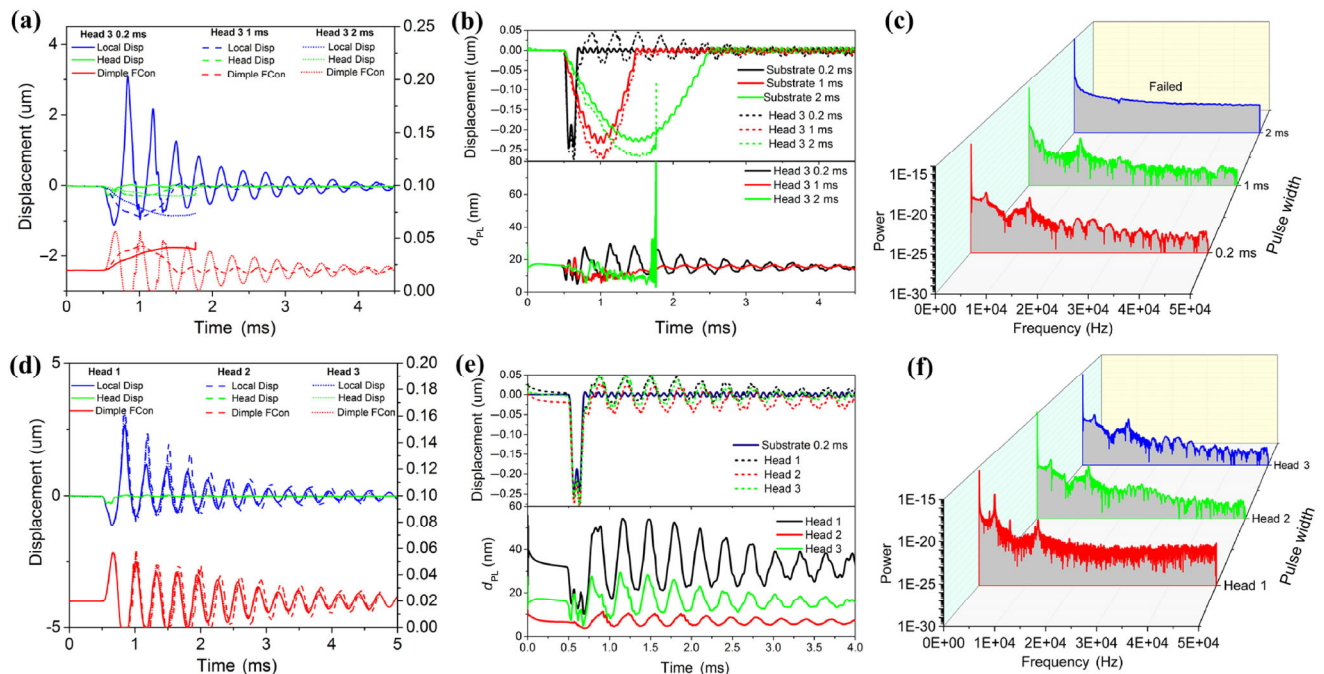 (a)
Head 3 0.2 ms Head 3 1 ms Head 3 2 ms
Local Disp Local Disp Local Disp
Head Disp Head Disp Head Disp
Dimple FCon Dimple FCon Dimple FCon
Displacement (um)
4
2
0
−2
0.25
0.20
0.15
0.10
0.05
0.00
0 1 2 3 4
Time (ms)
(b)
Displacement (um)
0.05
0.00
−0.05
−0.10
−0.15
−0.20
−0.25
Substrate 0.2 ms
Substrate 1 ms
Substrate 2 ms
Head 3 0.2 ms
Head 3 1 ms
Head 3 2 ms
80
60
40
20
0
dPL (nm)
Head 3 0.2 ms
Head 3 1 ms
Head 3 2 ms
0 1 2 3 4
Time (ms)
(c)
Failed
2 ms
1 ms
0.2 ms
Pulse width
Power
1E-15
1E-20
1E-25
1E-30
0E+00 1E+04 2E+04 3E+04 4E+04 5E+04
Frequency (Hz)
(d)
Head 1 Head 2 Head 3
Local Disp Local Disp Local Disp
Head Disp Head Disp Head Disp
Dimple FCon Dimple FCon Dimple FCon
Displacement (um)
5
0
−5
0.20
0.18
0.16
0.14
0.12
0.10
0.08
0.06
0.04
0.02
0.00
0 1 2 3 4 5
Time (ms)
(e)
Displacement (um)
0.05
0.00
−0.05
−0.10
−0.15
−0.20
−0.25
Substrate 0.2 ms
Head 1
Head 2
Head 3
60
40
20
0
dPL (nm)
Head 1
Head 2
Head 3
0.0 0.5 1.0 1.5 2.0 2.5 3.0 3.5 4.0
Time (ms)
(f)
Head 3
Head 2
Head 1
Pulse width
Power
1E-15
1E-20
1E-25
1E-30
0E+00 1E+04 2E+04 3E+04 4E+04 5E+04
Frequency (Hz)